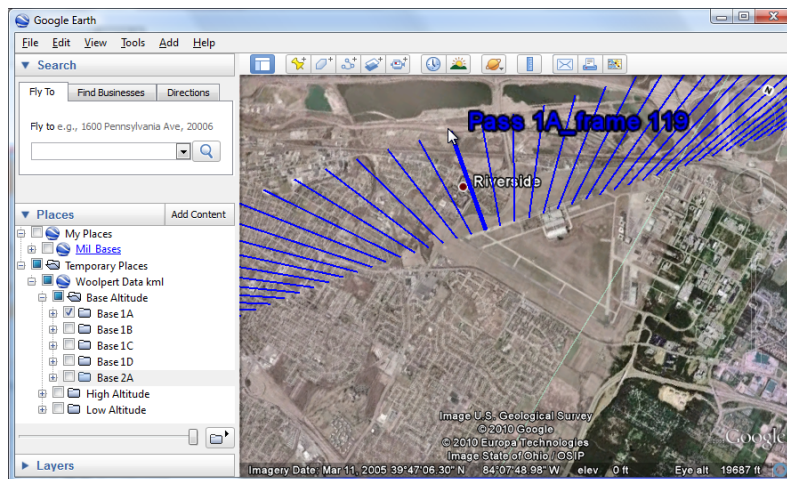 Google Earth
File Edit View Tools Add Help
Search
Fly To Find Businesses Directions
Fly to e.g., 1600 Pennsylvania Ave, 20006
Places Add Content
My Places
Mil_Bases
Temporary Places
Woolpert Data kml
Base Altitude
Base 1A
Base 1B
Base 1C
Base 1D
Base 2A
High Altitude
Low Altitude
Layers
N
Pass 1A_frame 119
Riverside
Image U.S. Geological Survey
© 2010 Google
© 2010 Europa Technologies
Image State of Ohio / OSIP
Google
Imagery Date: Mar 11, 2005 39°47'06.30" N 84°07'48.98" W elev 0 ft Eye alt 19687 ft